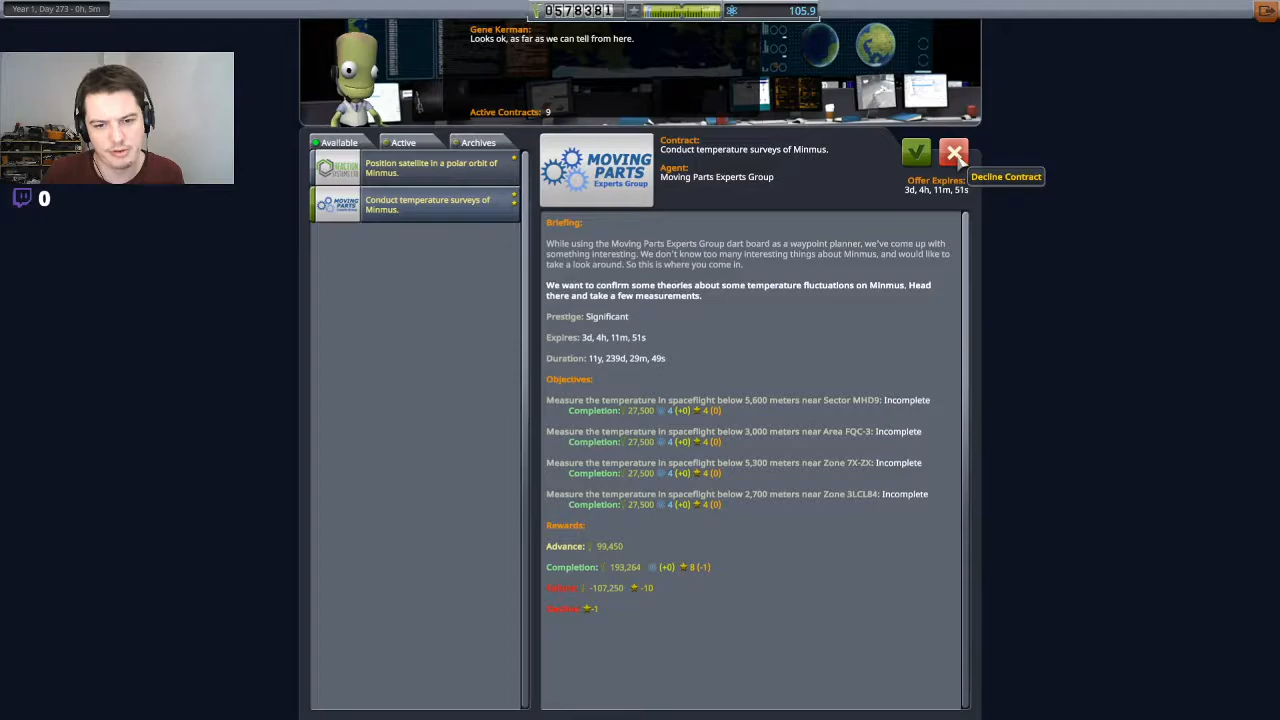 Year 1, Day 273 - 0h, 5m
0578381
105.9
Gene Kerman:
Looks ok, as far as we can tell from here.
Active Contracts: 9
0
Available
Active
Archives
Position satellite in a polar orbit of
Minmus.
Conduct temperature surveys of
Minmus.
MOVING
PARTS
Experts Group
Contract:
Conduct temperature surveys of Minmus.
Agent:
Moving Parts Experts Group
Decline Contract
Offer Expires:
3d, 4h, 11m, 51s
Briefing:
While using the Moving Parts Experts Group dart board as a waypoint planner, we've come up with
something interesting. We don't know too many interesting things about Minmus, and would like to
take a look around. So this is where you come in.
We want to confirm some theories about some temperature fluctuations on Minmus. Head
there and take a few measurements.
Prestige: Significant
Expires: 3d, 4h, 11m, 51s
Duration: 11y, 239d, 29m, 49s
Objectives:
Measure the temperature in spaceflight below 5,600 meters near Sector MHD9: Incomplete
Completion: 27,500 4 (+0) 4 (0)
Measure the temperature in spaceflight below 3,000 meters near Area FQC-3: Incomplete
Completion: 27,500 4 (+0) 4 (0)
Measure the temperature in spaceflight below 5,300 meters near Zone 7X-ZX: Incomplete
Completion: 27,500 4 (+0) 4 (0)
Measure the temperature in spaceflight below 2,700 meters near Zone 3LCL84: Incomplete
Completion: 27,500 4 (+0) 4 (0)
Rewards:
Advance: 99,450
Completion: 193,264 (+0) 8 (-1)
-107,250 -10
-1